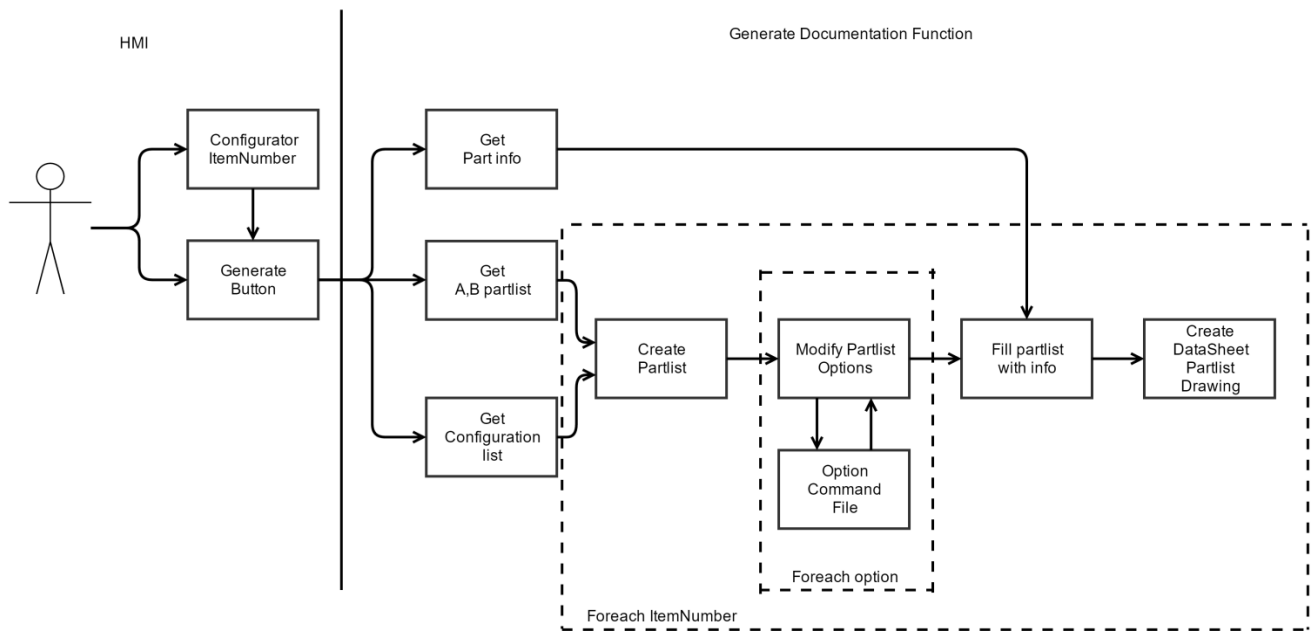 HMI
Generate Documentation Function
Configurator
ItemNumber
Generate
Button
Get
Part info
Get
A,B partlist
Get
Configuration
list
Create
Partlist
Modify Partlist
Options
Option
Command
File
Foreach option
Fill partlist
with info
Create
DataSheet
Partlist
Drawing
Foreach ItemNumber